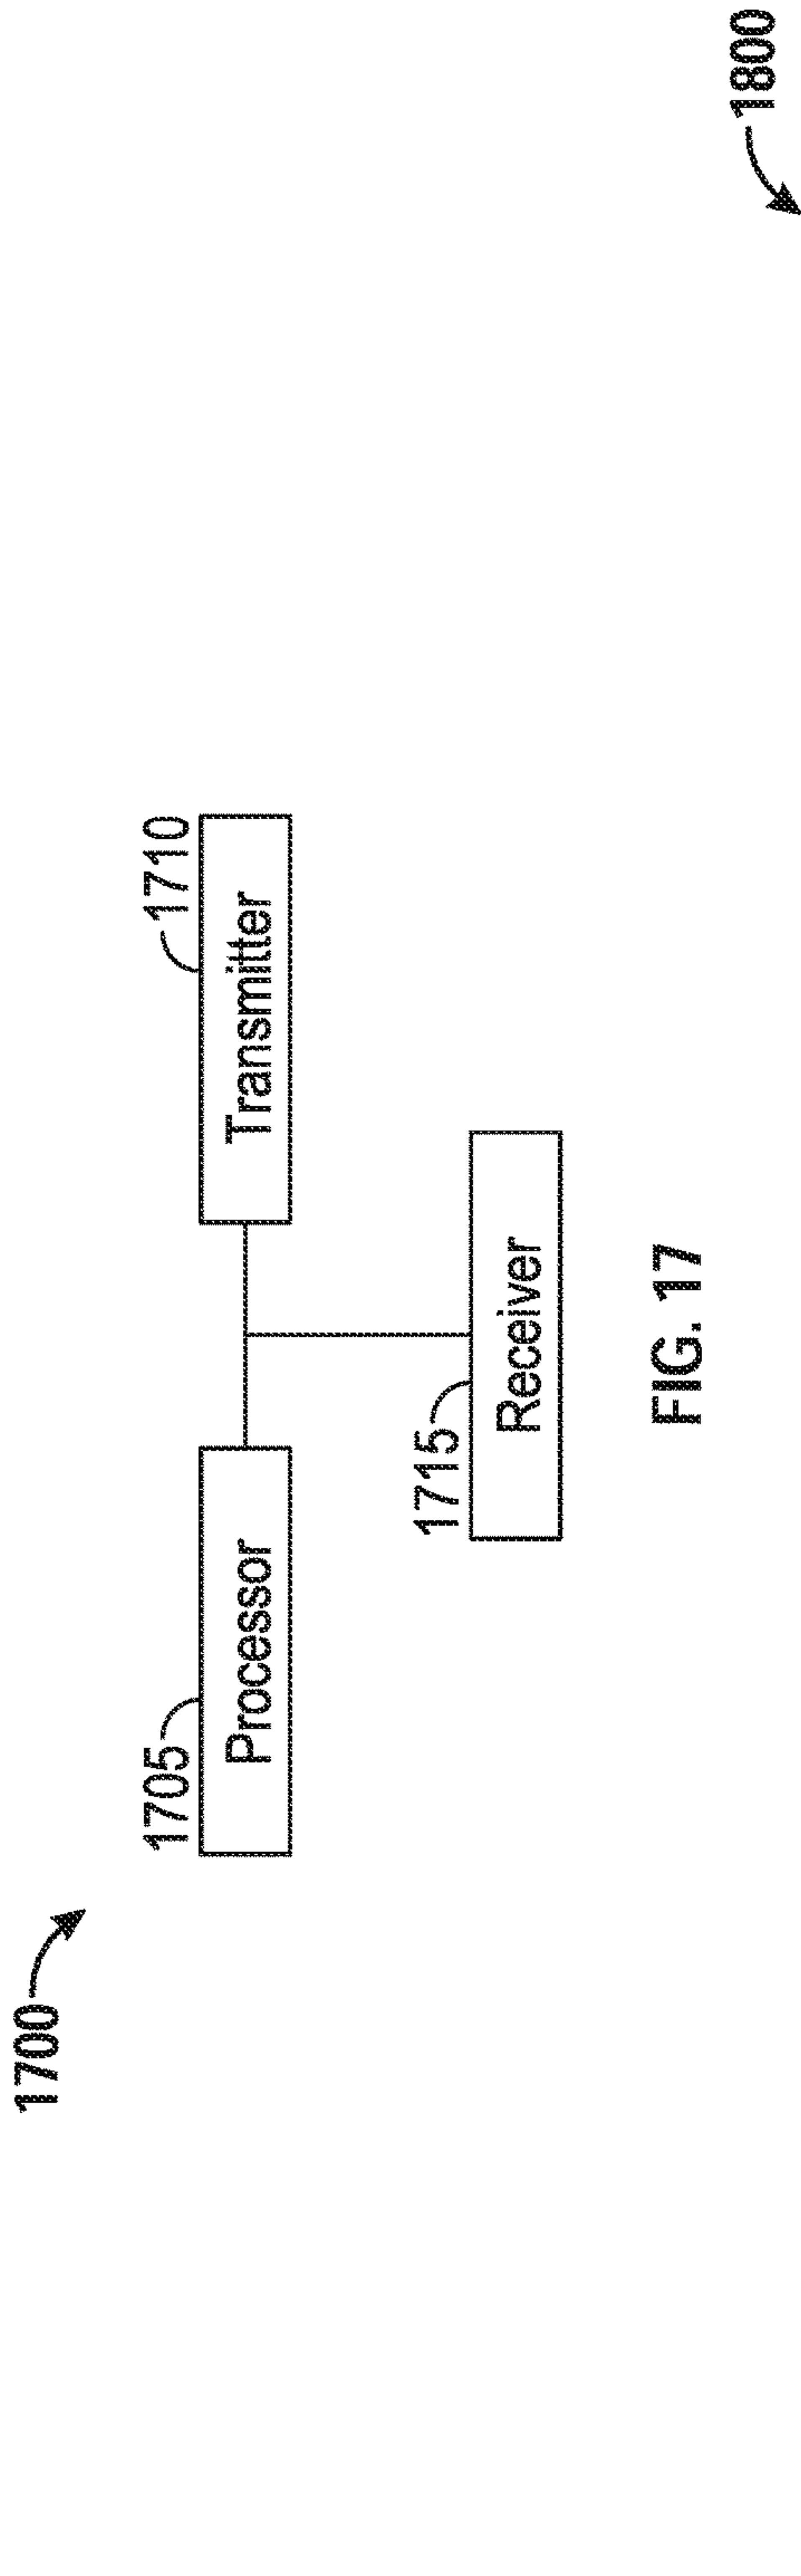 1700
1705
Processor
1710
Transmitter
1715
Receiver
FIG. 17
1800